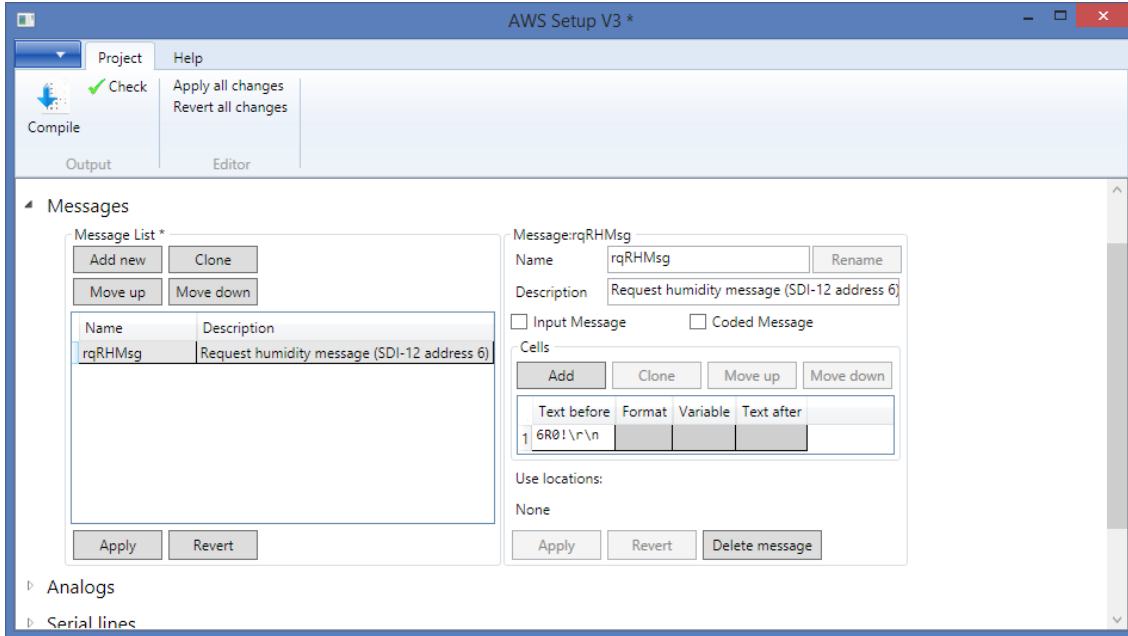 AWS Setup V3 *
Project Help
Compile
Check
Output
Apply all changes
Revert all changes
Editor
Messages
Message List *
Add new Clone
Move up Move down
Name Description
rqRHMsg Request humidity message (SDI-12 address 6)
Apply Revert
Message:rqRHMsg
Name rqRHMsg Rename
Description Request humidity message (SDI-12 address 6)
Input Message Coded Message
Cells
Add Clone Move up Move down
Text before Format Variable Text after
1 6R0!\r\n
Use locations:
None
Apply Revert Delete message
Analogs
Serial lines